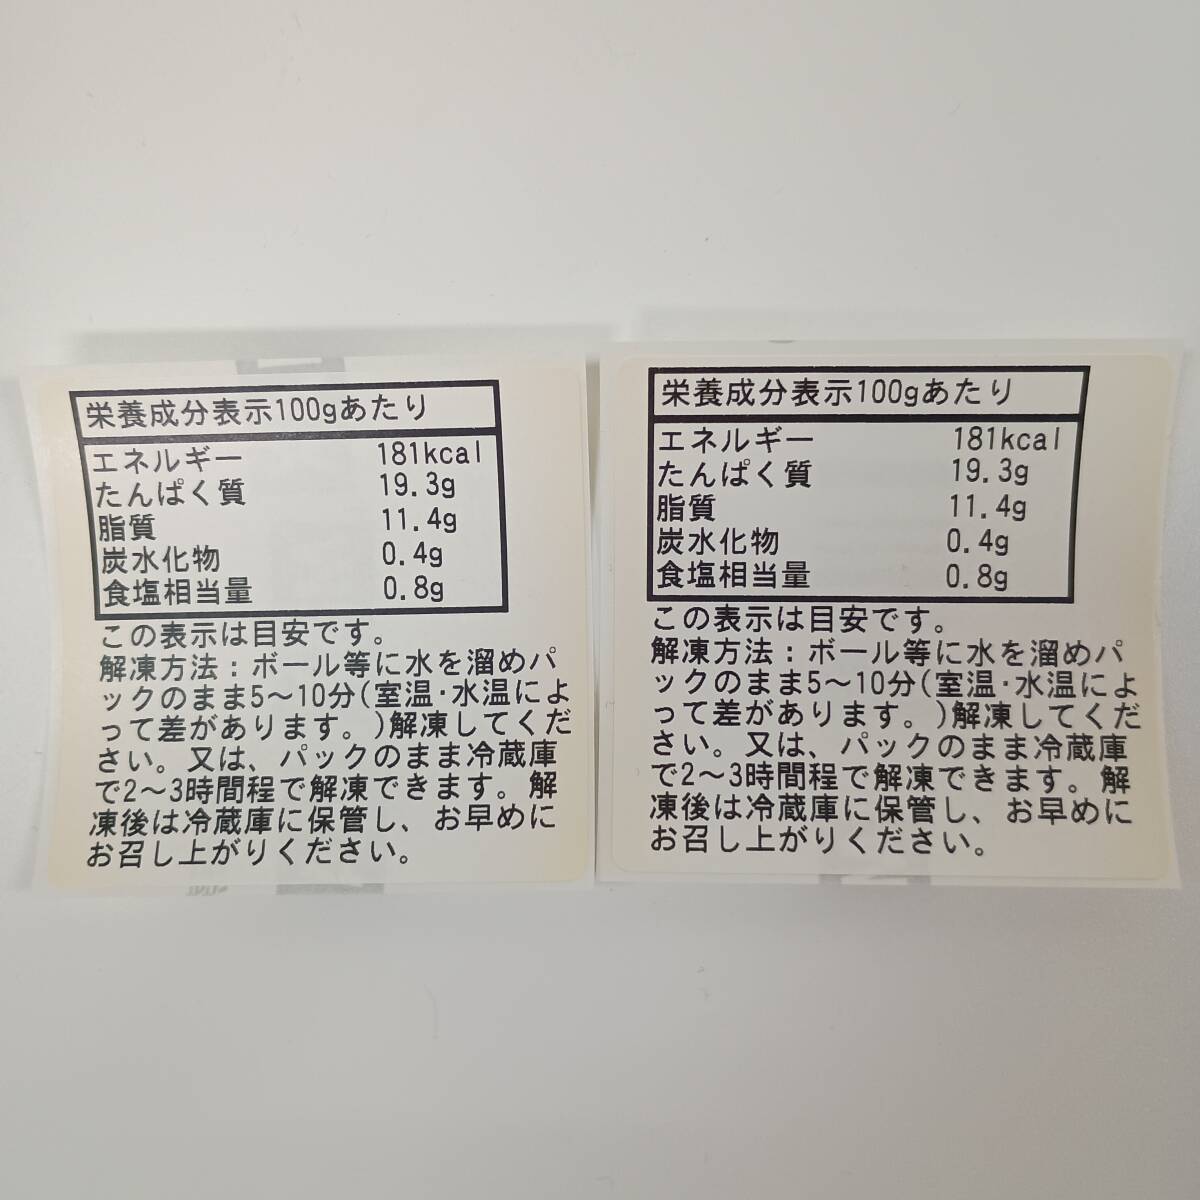 栄養成分表示100gあたり
エネルギー 181kcal
たんぱく質 19.3g
脂質 11.4g
炭水化物 0.4g
食塩相当量 0.8g
この表示は目安です。
解凍方法：ボール等に水を溜めパ
ックのまま5～10分(室温･水温によ
って差があります。)解凍してくだ
さい。又は、パックのまま冷蔵庫
で2～3時間程で解凍できます。解
凍後は冷蔵庫に保管し、お早めに
お召し上がりください。
栄養成分表示100gあたり
エネルギー 181kcal
たんぱく質 19.3g
脂質 11.4g
炭水化物 0.4g
食塩相当量 0.8g
この表示は目安です。
解凍方法：ボール等に水を溜めパ
ックのまま5～10分(室温･水温によ
って差があります。)解凍してくだ
さい。又は、パックのまま冷蔵庫
で2～3時間程で解凍できます。解
凍後は冷蔵庫に保管し、お早めに
お召し上がりください。